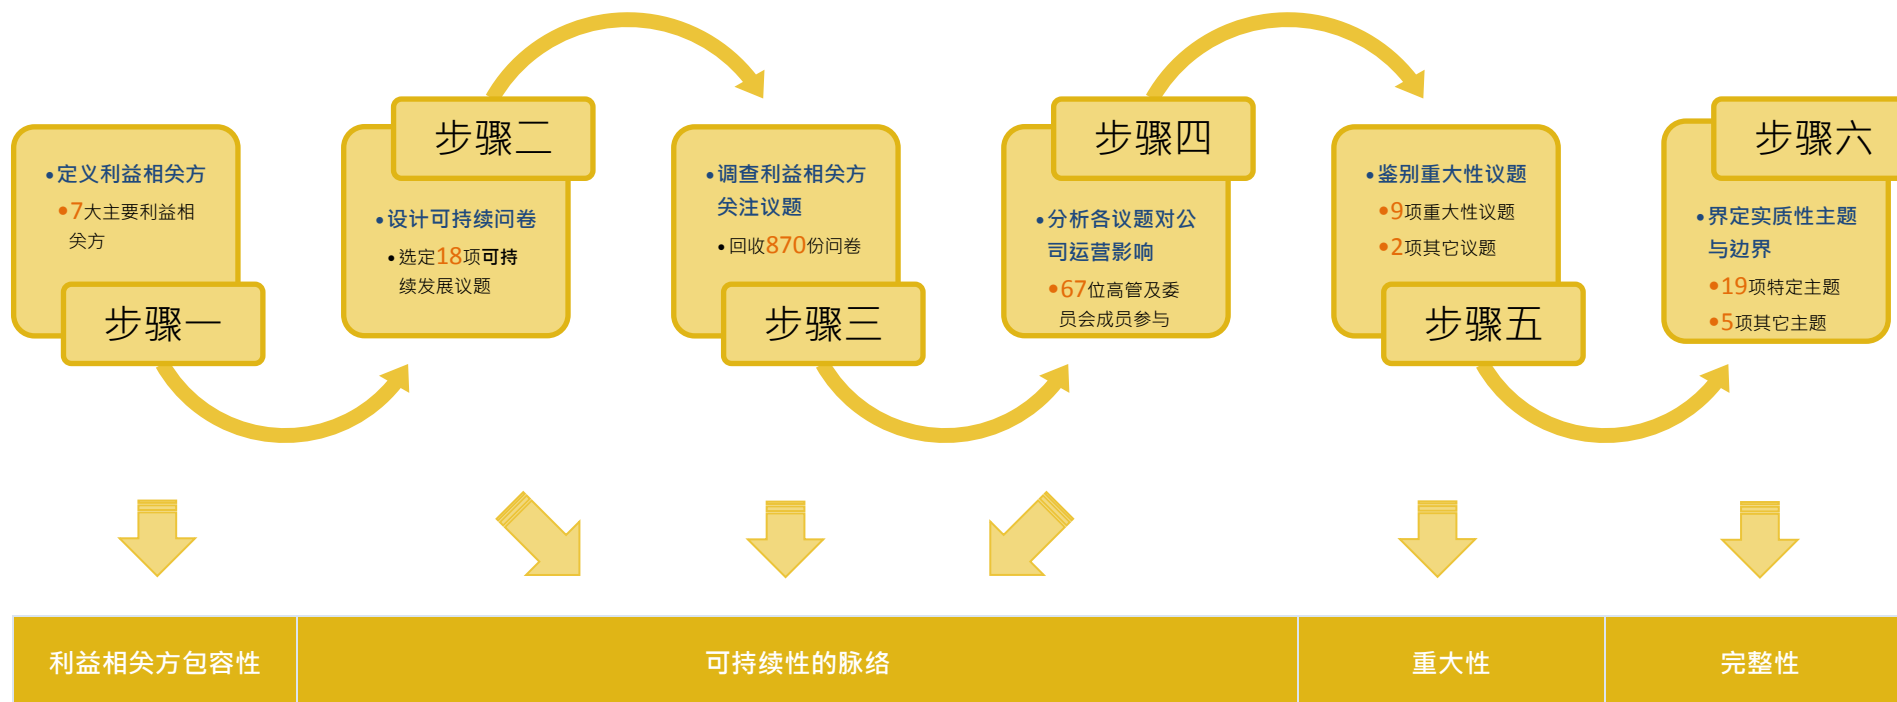 •定义利益相关方
•7大主要利益相
关方
步骤一
步骤二
•设计可持续问卷
•选定18项可持
续发展议题
•调查利益相关方
关注议题
•回收870份问卷
步骤三
步骤四
•分析各议题对公
司运营影响
•67位高管及委
员会成员参与
•鉴别重大性议题
•9项重大性议题
•2项其它议题
步骤五
步骤六
•界定实质性主题
与边界
•19项特定主题
•5项其它主题
利益相关方包容性
可持续性的脉络
重大性
完整性